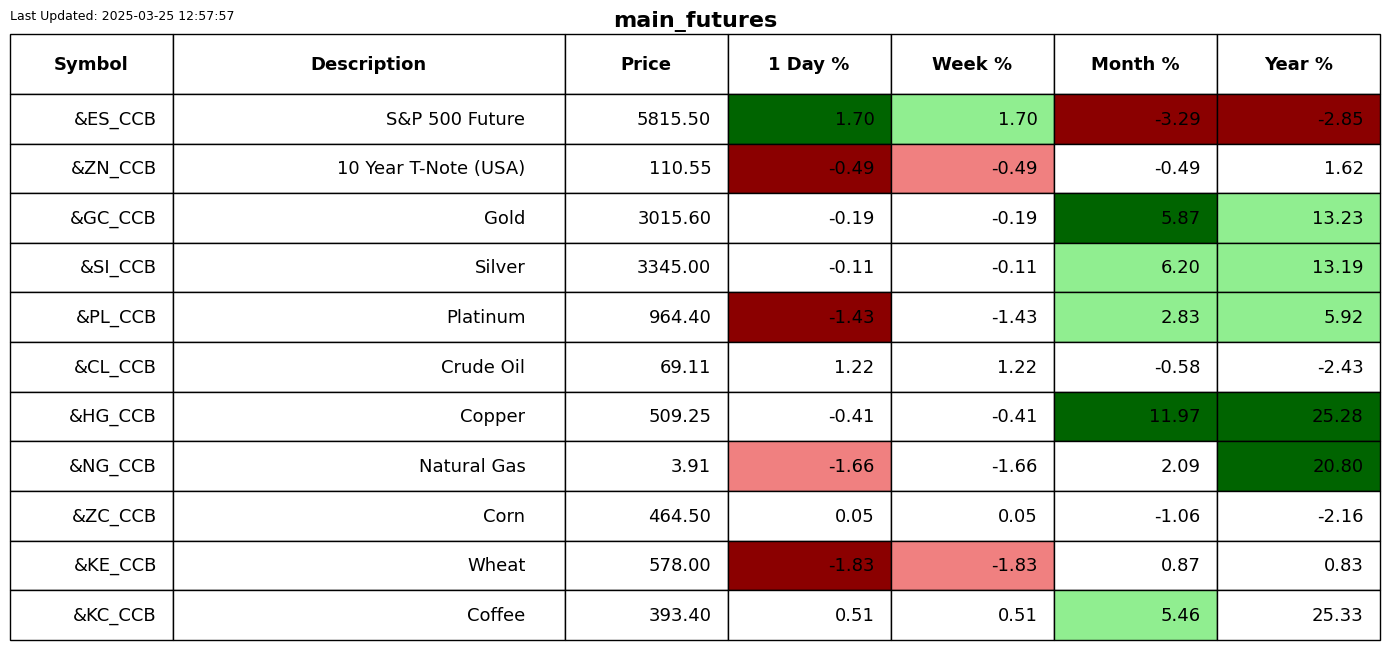 Last Updated: 2025-03-25 12:57:57
main_futures
Symbol Description Price 1 Day % Week % Month % Year %
&ES_CCB S&P 500 Future 5815.50 1.70 1.70 -3.29 -2.85
&ZN_CCB 10 Year T-Note (USA) 110.55 -0.49 -0.49 -0.49 1.62
&GC_CCB Gold 3015.60 -0.19 -0.19 5.87 13.23
&SI_CCB Silver 3345.00 -0.11 -0.11 6.20 13.19
&PL_CCB Platinum 964.40 -1.43 -1.43 2.83 5.92
&CL_CCB Crude Oil 69.11 1.22 1.22 -0.58 -2.43
&HG_CCB Copper 509.25 -0.41 -0.41 11.97 25.28
&NG_CCB Natural Gas 3.91 -1.66 -1.66 2.09 20.80
&ZC_CCB Corn 464.50 0.05 0.05 -1.06 -2.16
&KE_CCB Wheat 578.00 -1.83 -1.83 0.87 0.83
&KC_CCB Coffee 393.40 0.51 0.51 5.46 25.33